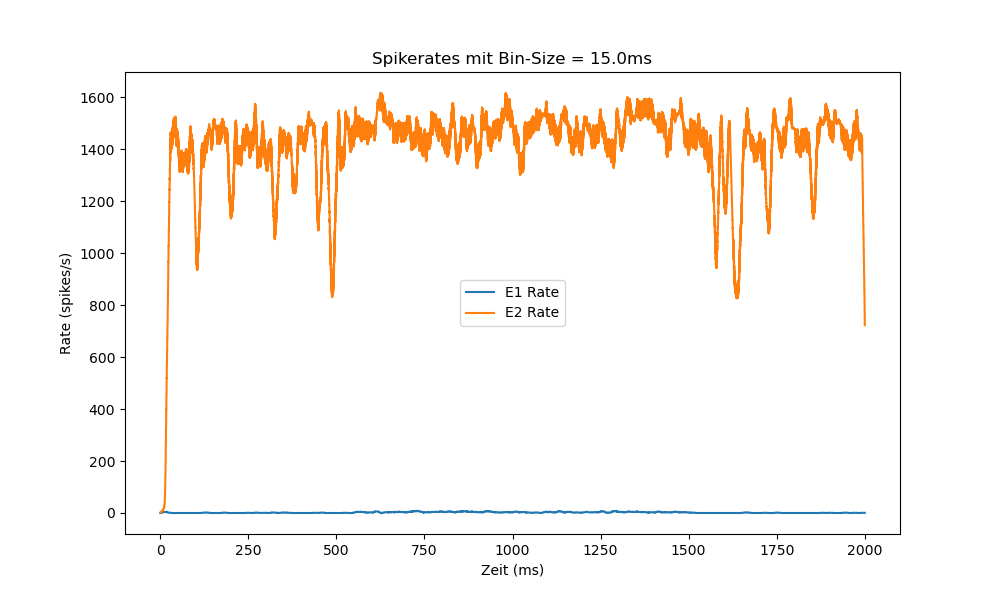 Spikerates mit Bin-Size = 15.0ms
1600
1400
1200
1000
800
600
400
200
0
Rate (spikes/s)
E1 Rate
E2 Rate
0 250 500 750 1000 1250 1500 1750 2000
Zeit (ms)